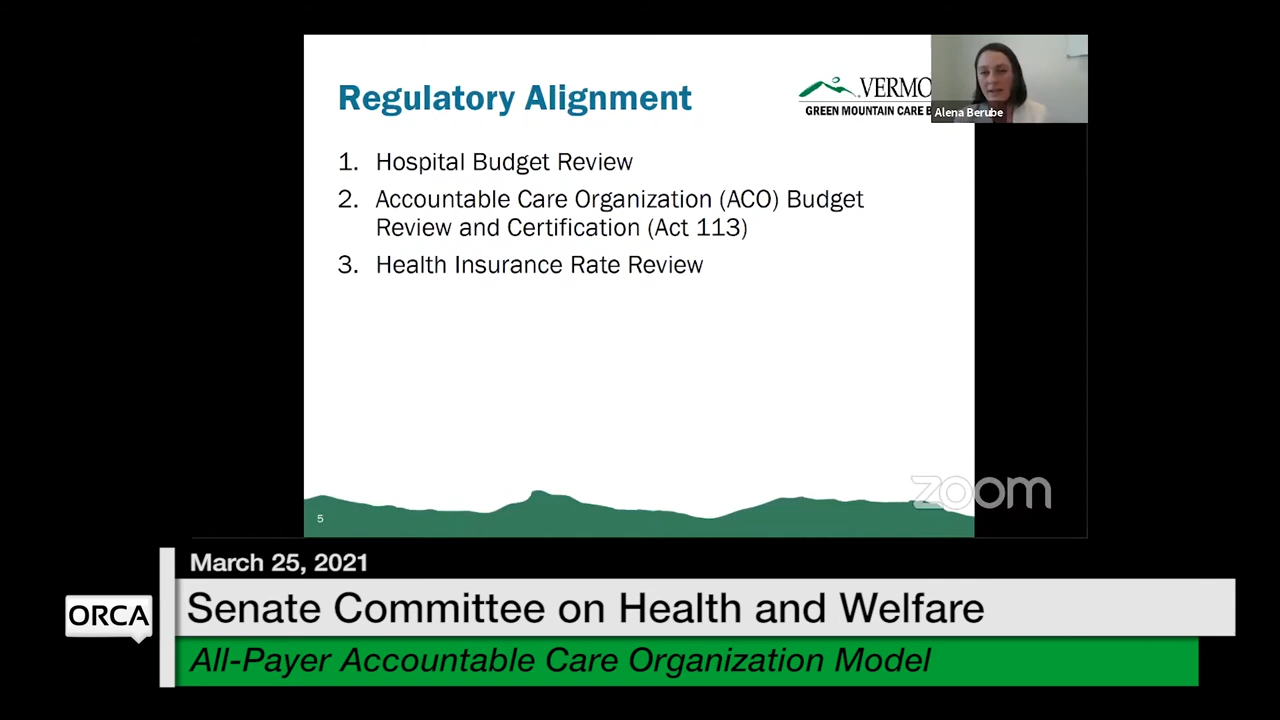 Regulatory Alignment
VERMO
GREEN MOUNTAIN CARE B
Alena Berube
1. Hospital Budget Review
2. Accountable Care Organization (ACO) Budget
Review and Certification (Act 113)
3. Health Insurance Rate Review
zoom
5
March 25, 2021
ORCA
Senate Committee on Health and Welfare
All-Payer Accountable Care Organization Model